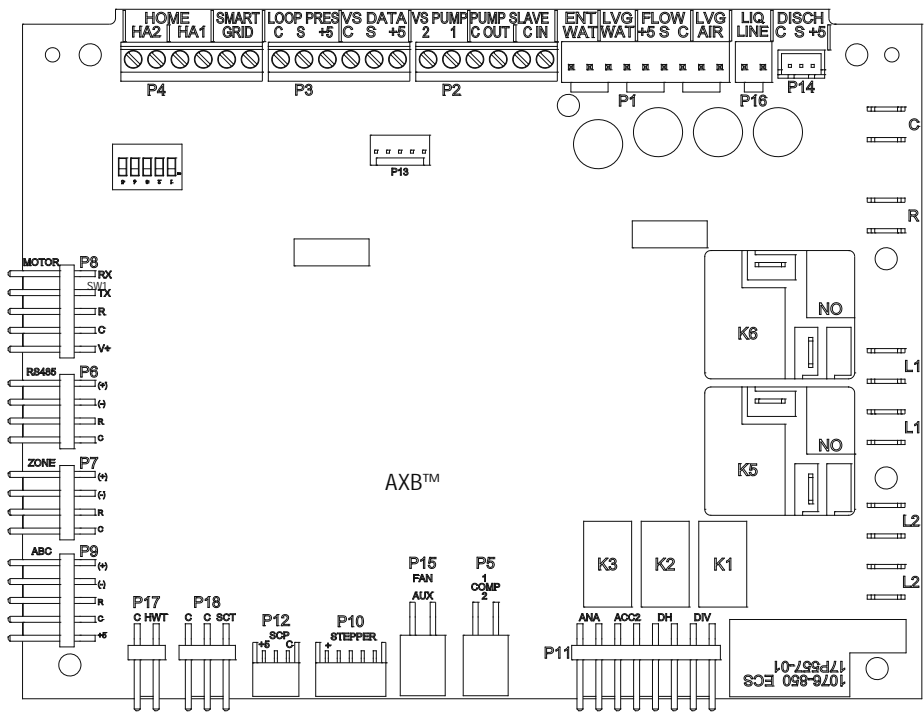 HOME SMART LOOP PRES VS DATA VS PUMP PUMP SLAVE ENT LVG FLOW LVG LIQ DISCH
HA2 HA1 GRID C S +5 C S +5 2 1 C OUT C IN WAT WAT +5 S C AIR LINE C S +5
P4 P3 P2 P1 P16 P14
P13
C
R
MOTOR P8
RX
SW1
TX
R
C
V+
K6 NO
L1
RS485 P6
(+)
(-)
R
C
L1
K5 NO
ZONE P7
(+)
(-)
R
C
AXB™
L2
ABC P9
(+)
(-)
R
C
+5
K3 K2 K1
L2
P17
C HWT
P18
C C SCT
P12
SCP
+5 C
P10
STEPPER
+
P15
FAN
AUX
P5
1
COMP
2
ANA ACC2 DH DIV
P11
1076-850 ECS
17P557-01